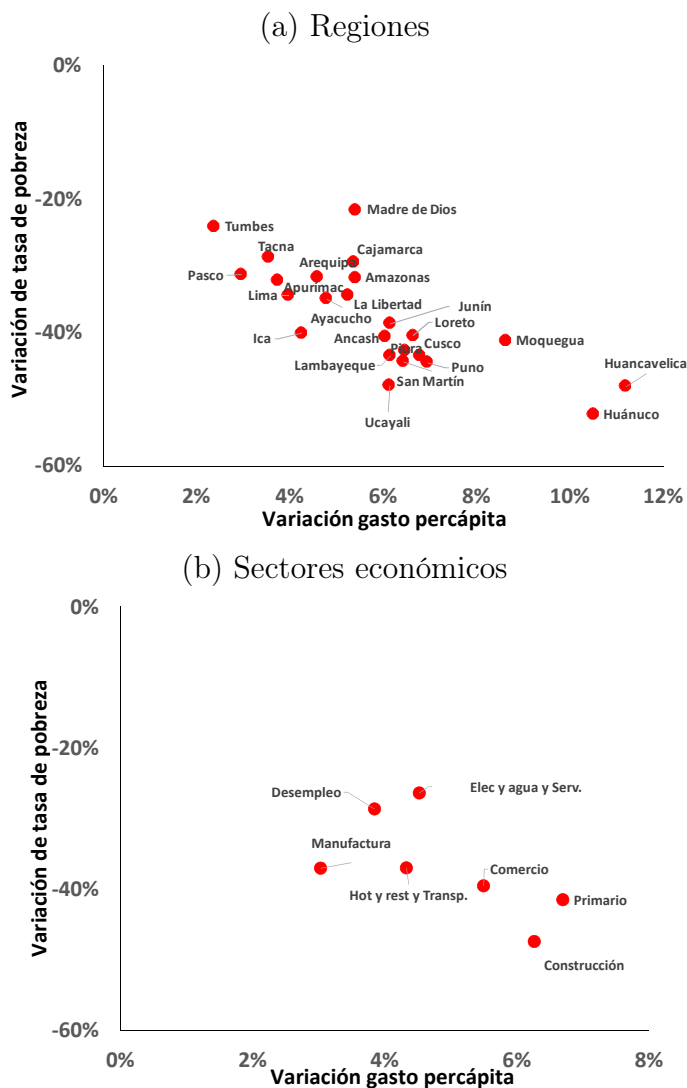 (a) Regiones
0%
-20%
-40%
-60%
Variación de tasa de pobreza
Madre de Dios
Tumbes
Tacna
Cajamarca
Arequipa
Pasco
Amazonas
Apurimac
Lima
La Libertad
Junín
Ayacucho
Loreto
Ica
Ancash
Cusco
Moquegua
Piura
Lambayeque
Puno
Huancavelica
San Martín
Huánuco
Ucayali
0% 2% 4% 6% 8% 10% 12%
Variación gasto percápita
(b) Sectores económicos
0%
-20%
-40%
-60%
Variación de tasa de pobreza
Desempleo
Elec y agua y Serv.
Manufactura
Comercio
Hot y rest y Transp.
Primario
Construcción
0% 2% 4% 6% 8%
Variación gasto percápita